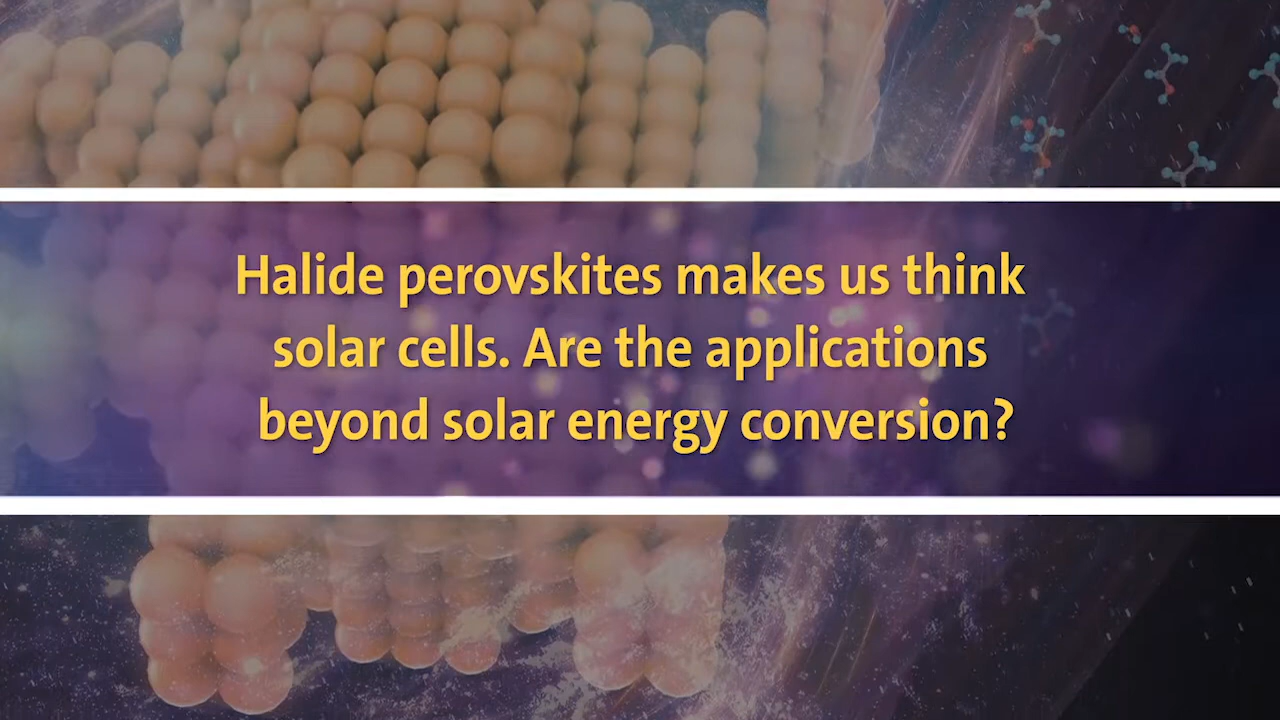 Halide perovskites makes us think
solar cells. Are the applications
beyond solar energy conversion?